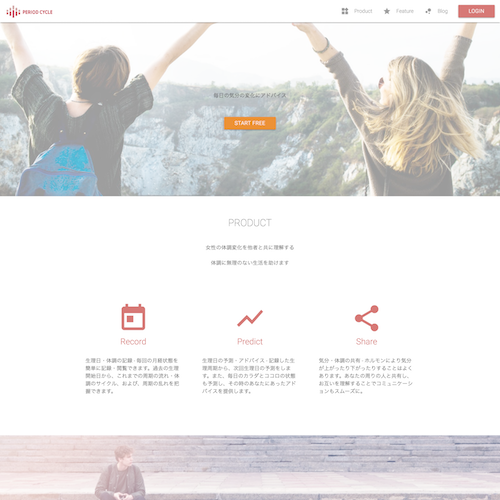 PERIGO CYCLE
Product
Feature
Blog
LOGIN
毎日の気分の変化にアドバイス
START FREE
PRODUCT
女性の体調変化を他者と共に理解する
体調に無理のない生活を助けます
Record
Predict
Share
生理日・体調の記録 - 毎回の月経状態を
簡単に記録・閲覧できます。過去の生理
開始日から、これまでの周期の流れ・体
調のサイクル、および、周期の乱れを把
握できます。
生理日の予測・アドバイス - 記録した生
理周期から、次回生理日の予測をしま
す。また、毎日のカラダとココロの状態
も予測し、その時のあなたにあったアド
バイスを提供します。
気分・体調の共有 - ホルモンにより気分
が上がったり下がったりすることはよく
あります。あなたの周りの人と共有し、
お互いを理解することでコミュニケーシ
ョンもスムーズに。